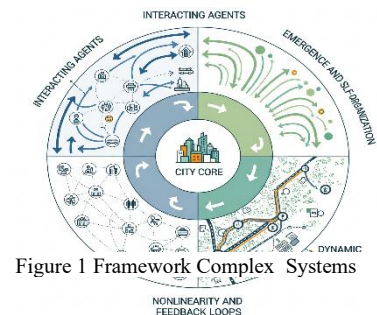 INTERACTING AGENTS
INTERACTING AGENTS
EMERGENCE AND SLF-ORGANIZATION
CITY CORE
DYNAMIC
Figure 1 Framework Complex Systems
NONLINEARITY AND
FEEDBACK LOOPS